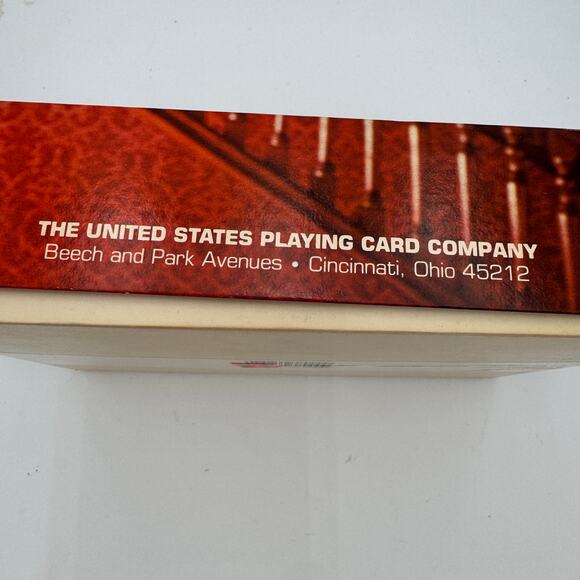 THE UNITED STATES PLAYING CARD COMPANY
Beech and Park Avenues • Cincinnati, Ohio 45212